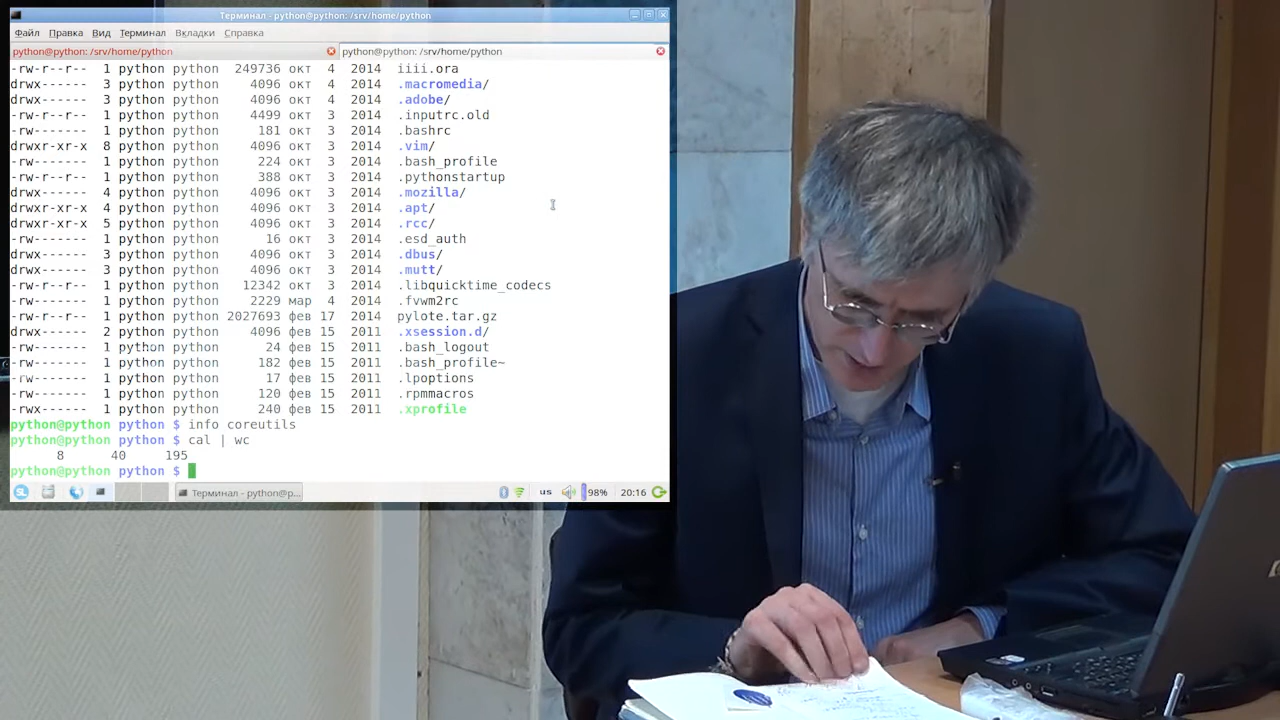 Терминал - python@python: /srv/home/python
Файл Правка Вид Терминал Вкладки Справка
python@python: /srv/home/python python@python: /srv/home/python
-rw-r--r-- 1 python python 249736 окт 4 2014 iiii.ora
drwx------ 3 python python 4096 окт 4 2014 .macromedia/
drwx------ 3 python python 4096 окт 4 2014 .adobe/
-rw-r--r-- 1 python python 4499 окт 3 2014 .inputrc.old
-rw------- 1 python python 181 окт 3 2014 .bashrc
drwxr-xr-x 8 python python 4096 окт 3 2014 .vim/
-rw------- 1 python python 224 окт 3 2014 .bash_profile
-rw-r--r-- 1 python python 388 окт 3 2014 .pythonstartup
drwx------ 4 python python 4096 окт 3 2014 .mozilla/
drwxr-xr-x 4 python python 4096 окт 3 2014 .apt/
drwxr-xr-x 5 python python 4096 окт 3 2014 .rcc/
-rw------- 1 python python 16 окт 3 2014 .esd_auth
drwx------ 3 python python 4096 окт 3 2014 .dbus/
drwx------ 3 python python 4096 окт 3 2014 .mutt/
-rw-r--r-- 1 python python 12342 окт 3 2014 .libquicktime_codecs
-rw------- 1 python python 2229 мар 4 2014 .fvwm2rc
-rw-r--r-- 1 python python 2027693 фев 17 2014 pylote.tar.gz
drwx------ 2 python python 4096 фев 15 2011 .xsession.d/
-rw------- 1 python python 24 фев 15 2011 .bash_logout
-rw------- 1 python python 182 фев 15 2011 .bash_profile~
-rw------- 1 python python 17 фев 15 2011 .lpoptions
-rw------- 1 python python 120 фев 15 2011 .rpmmacros
-rwx------ 1 python python 240 фев 15 2011 .xprofile
python@python python $ info coreutils
python@python python $ cal | wc
8 40 195
python@python python $
Терминал - python@p... us 98% 20:16